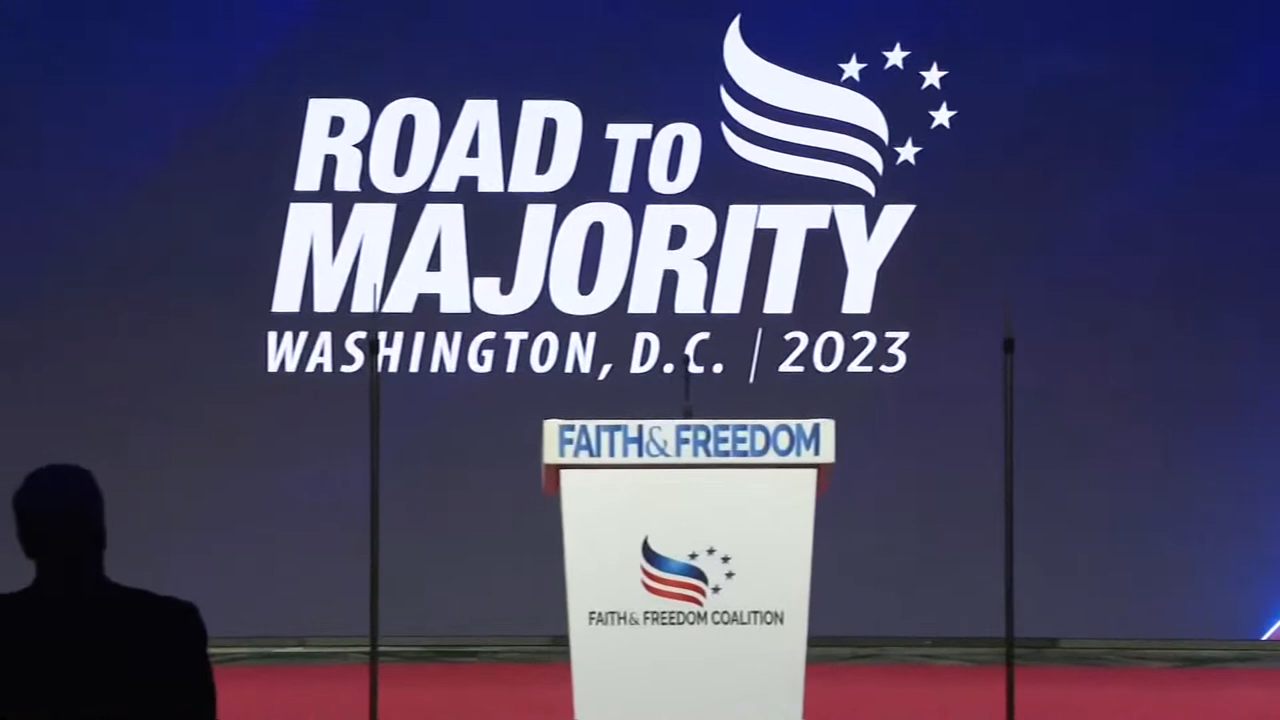 ROAD TO
MAJORITY
WASHINGTON, D.C. | 2023
FAITH&FREEDOM
FAITH & FREEDOM COALITION